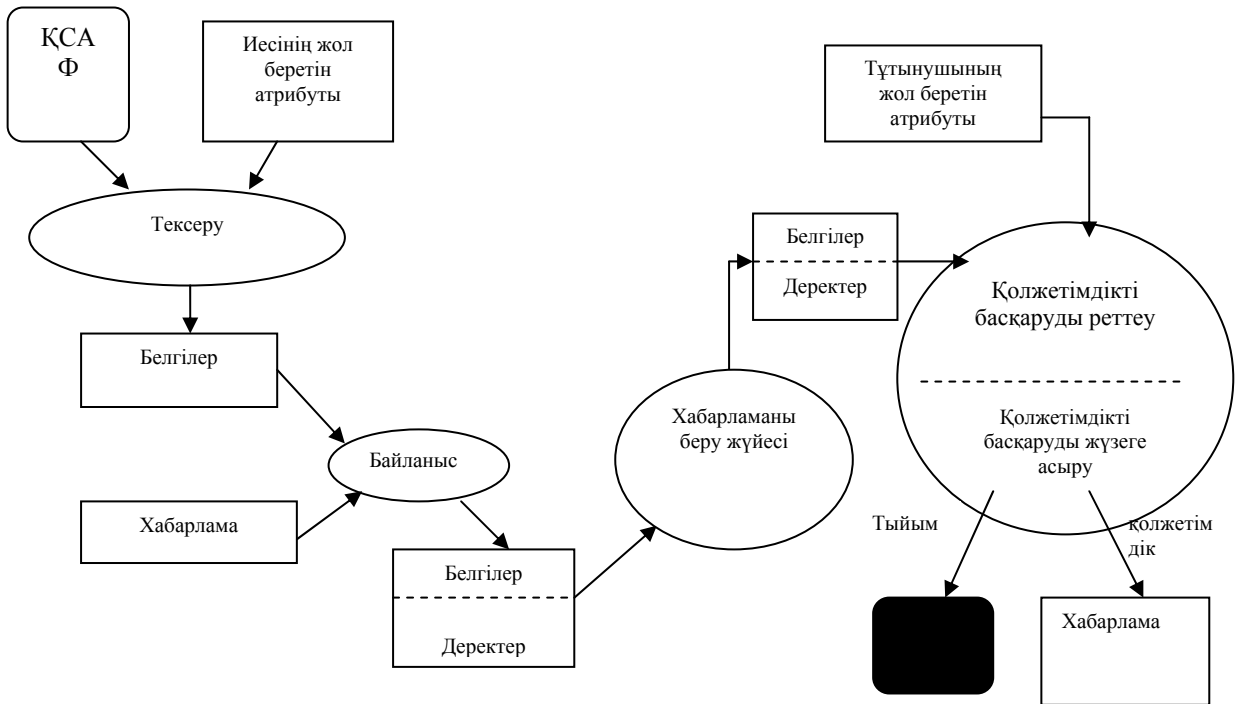 ҚСА
Ф
Иесінің жол
беретін
атрибуты
Тұтынушының
жол беретін
атрибуты
Тексеру
Белгілер
Деректер
Қолжетімдікті
басқаруды реттеу
Белгілер
Хабарламаны
беру жүйесі
Қолжетімдікті
басқаруды жүзеге
асыру
Байланыс
Хабарлама
Тыйым
қолжетім
дік
Белгілер
Деректер
Хабарлама